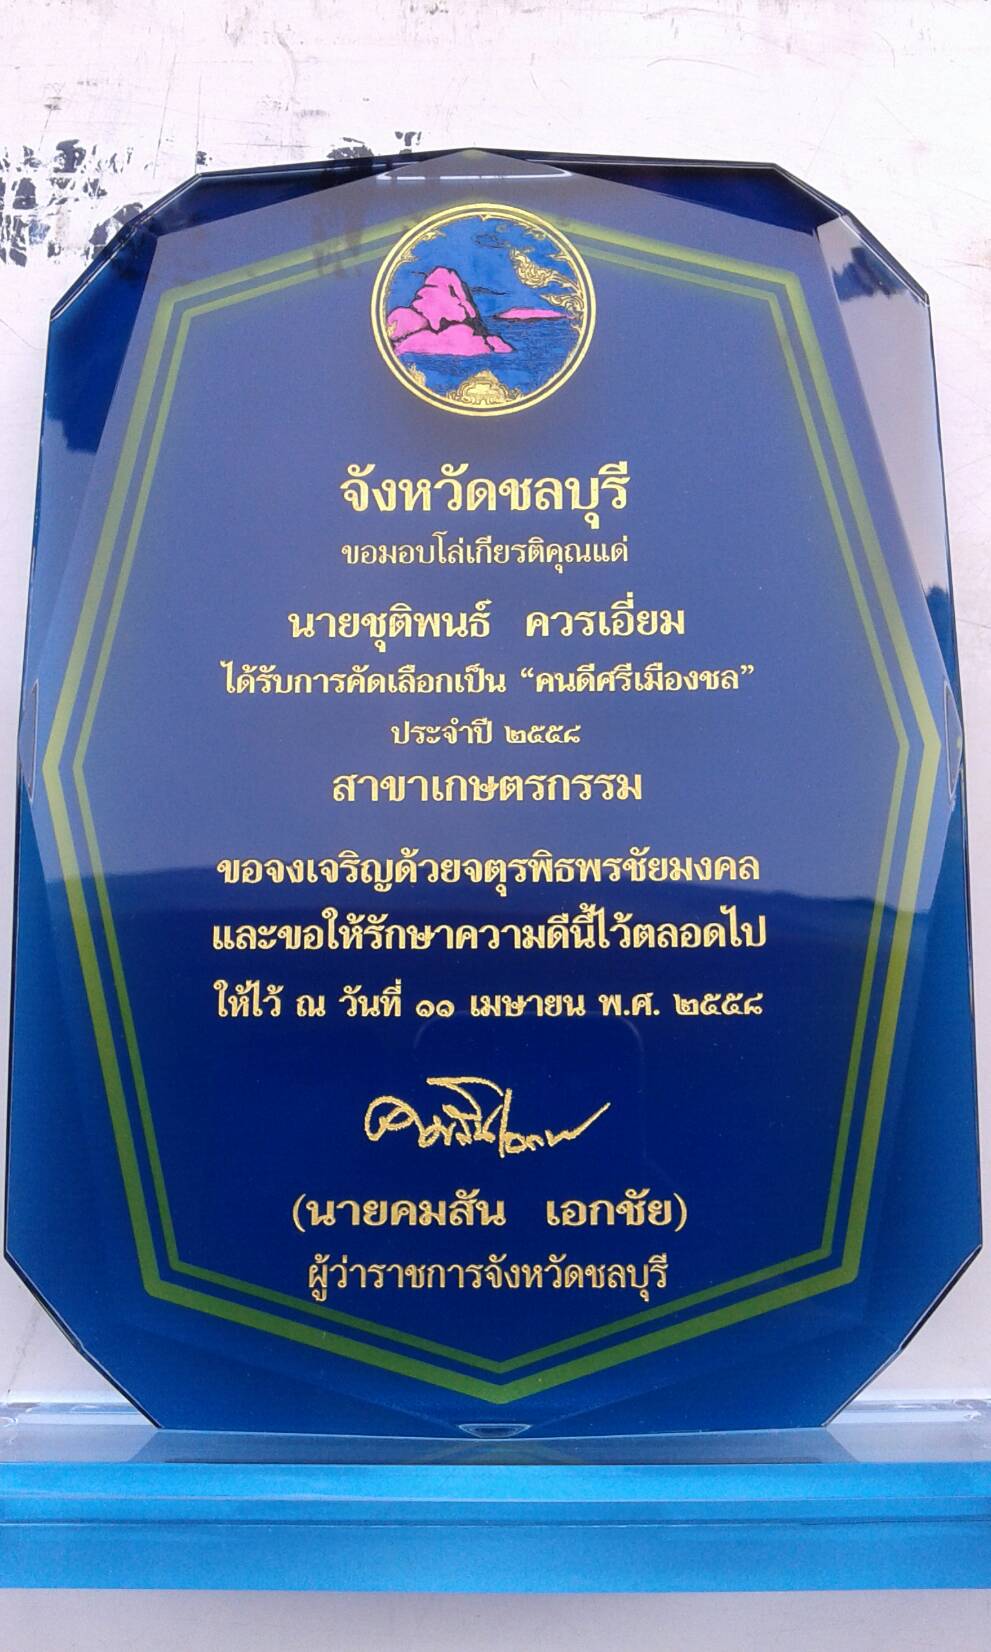 จังหวัดชลบุรี
ขอมอบโล่เกียรติคุณแด่
นายชุติพนธ์ ควรเอี่ยม
ได้รับการคัดเลือกเป็น “คนดีศรีเมืองชล”
ประจำปี ๒๕๕๘
สาขาเกษตรกรรม
ขอจงเจริญด้วยจตุรพิธพรชัยมงคล
และขอให้รักษาความดีนี้ไว้ตลอดไป
ให้ไว้ ณ วันที่ ๑๑ เมษายน พ.ศ. ๒๕๕๘
(นายคมสัน เอกชัย)
ผู้ว่าราชการจังหวัดชลบุรี